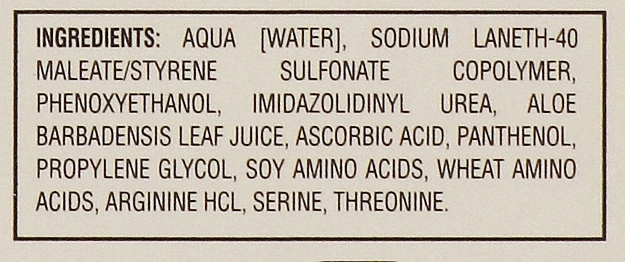 INGREDIENTS: AQUA [WATER], SODIUM LANETH-40
MALEATE/STYRENE SULFONATE COPOLYMER,
PHENOXYETHANOL, IMIDAZOLIDINYL UREA, ALOE
BARBADENSIS LEAF JUICE, ASCORBIC ACID, PANTHENOL,
PROPYLENE GLYCOL, SOY AMINO ACIDS, WHEAT AMINO
ACIDS, ARGININE HCL, SERINE, THREONINE.